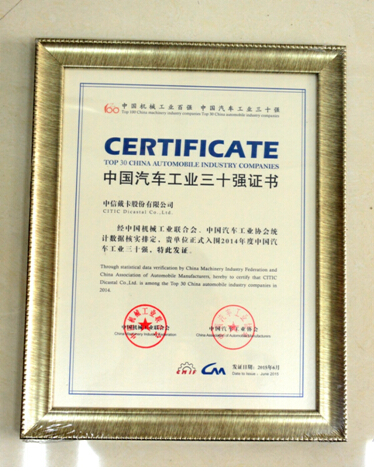 中国机械工业百强 中国汽车工业三十强
Top 100 China machinery industry companies Top 30 China automobile industry companies
CERTIFICATE
TOP 30 CHINA AUTOMOBILE INDUSTRY COMPANIES
中国汽车工业三十强证书
中信戴卡股份有限公司
CITIC Dicastal Co.,Ltd.
经中国机械工业联合会、中国汽车工业协会统
计数据核实排定，贵单位正式入围2014年度中国汽
车工业三十强，特此发证。
Through statistical data verification by China Machinery Industry Federation and
China Association of Automobile Manufacturers, hereby to certify that CITIC
Dicastal Co.,Ltd. is among the Top 30 China automobile industry companies in
2014.
中国机械工业联合会 中国汽车工业协会
China Machinery Industry Federation China Association of Automobile Manufacturers
CMIF
发证日期：2015年6月
Date to issue：June 2015